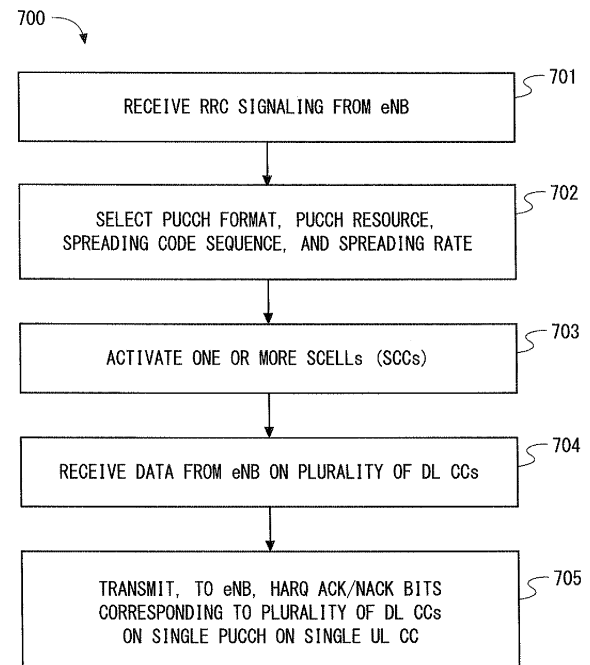 700
701
RECEIVE RRC SIGNALING FROM eNB
702
SELECT PUCCH FORMAT, PUCCH RESOURCE,
SPREADING CODE SEQUENCE, AND SPREADING RATE
703
ACTIVATE ONE OR MORE SCELLs (SCCs)
704
RECEIVE DATA FROM eNB ON PLURALITY OF DL CCs
705
TRANSMIT, TO eNB, HARQ ACK/NACK BITS
CORRESPONDING TO PLURALITY OF DL CCs
ON SINGLE PUCCH ON SINGLE UL CC